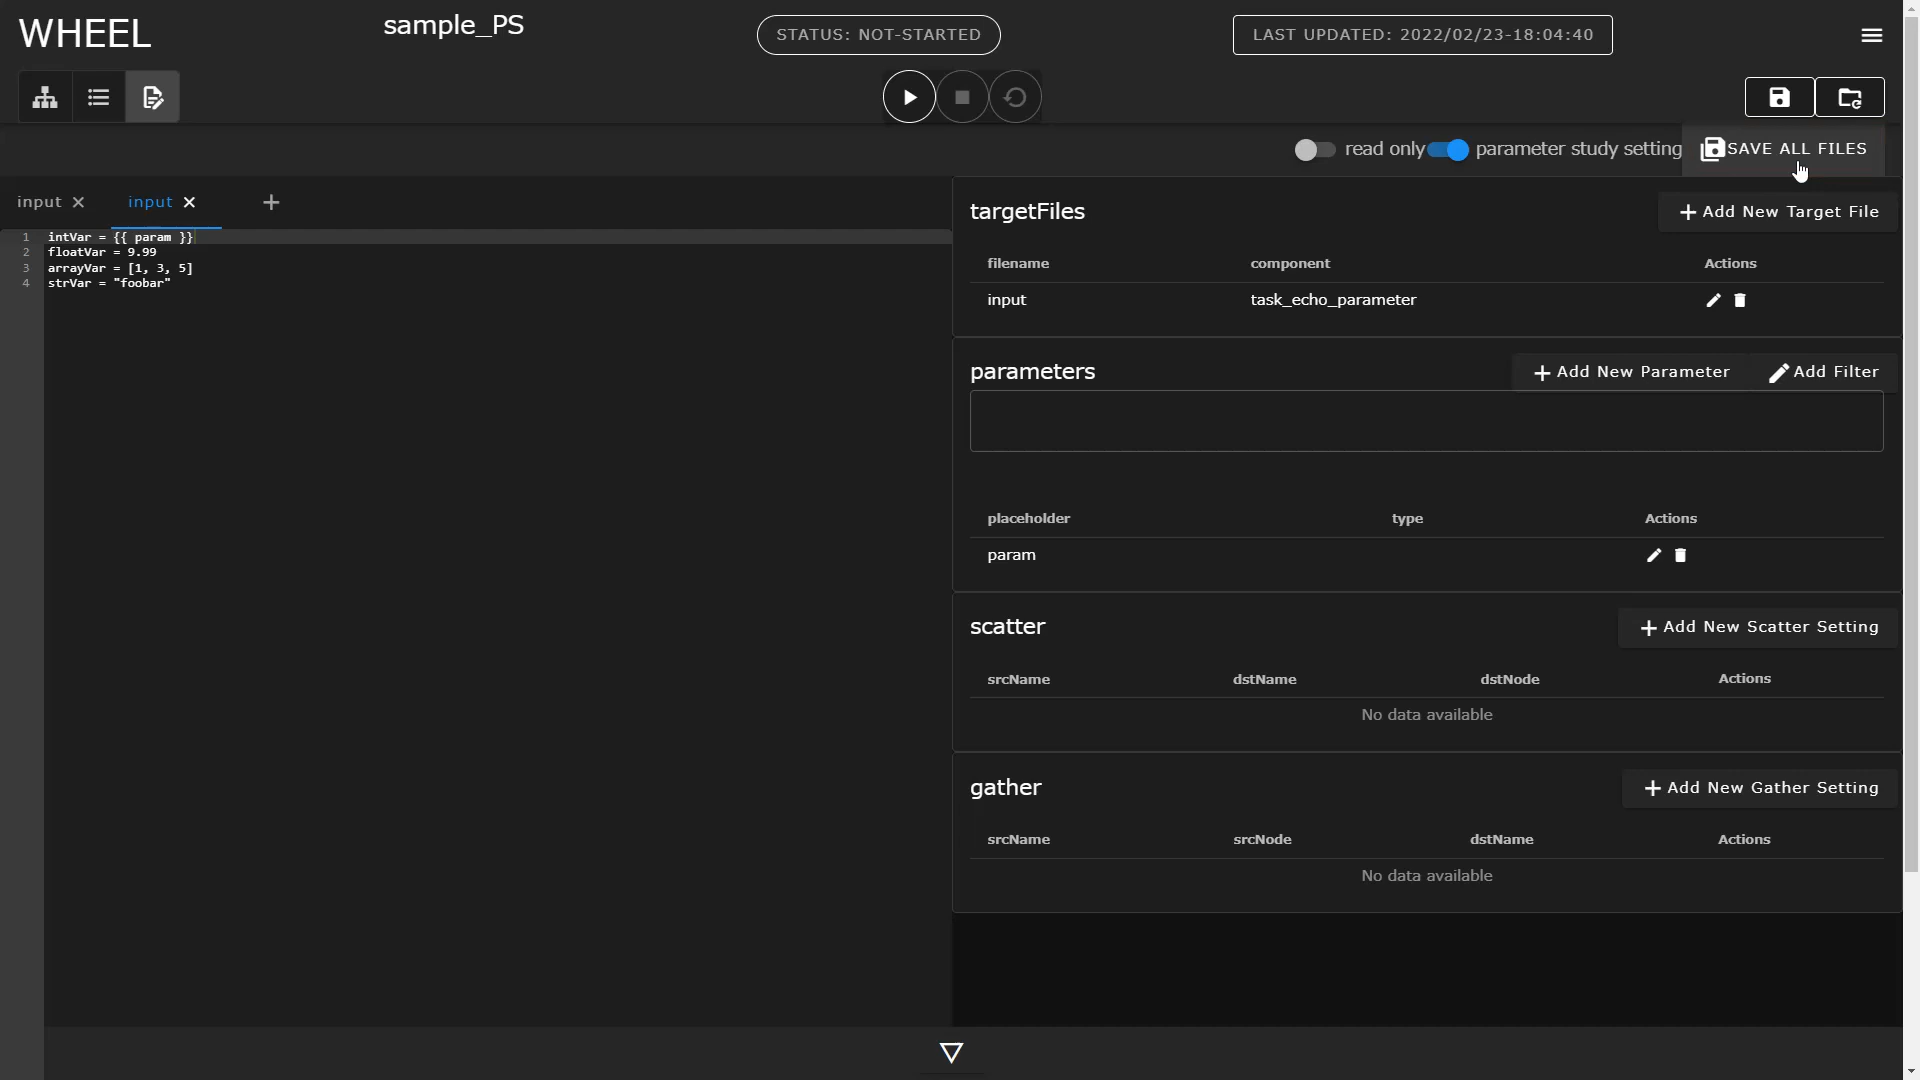 WHEEL
sample_PS
STATUS: NOT-STARTED
LAST UPDATED: 2022/02/23-18:04:40
read only
parameter study setting
SAVE ALL FILES
input
input
1 intVar = {{ param }}
2 floatVar = 9.99
3 arrayVar = [1, 3, 5]
4 strVar = "foobar"
targetFiles
Add New Target File
filename component Actions
input task_echo_parameter
parameters
Add New Parameter
Add Filter
placeholder type Actions
param
scatter
Add New Scatter Setting
srcName dstName dstNode Actions
No data available
gather
Add New Gather Setting
srcName srcNode dstName Actions
No data available